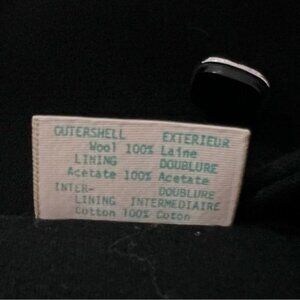 OUTERSHELL EXTERIEUR
Wool 100% Laine
LINING DOUBLURE
Acetate 100% Acetate
INTER- DOUBLURE
LINING INTERMEDIAIRE
Cotton 100% Coton